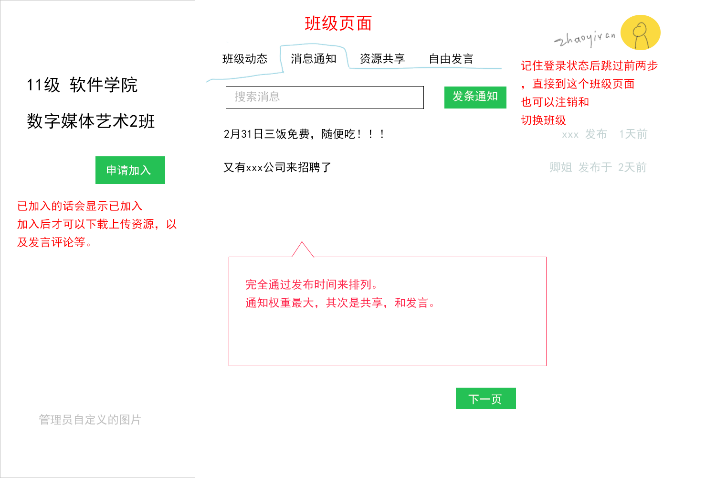 班级页面
zhaoyiran
班级动态 消息通知 资源共享 自由发言
记住登录状态后跳过前两步
，直接到这个班级页面
也可以注销和
切换班级
11级 软件学院
数字媒体艺术2班
申请加入
已加入的话会显示已加入
加入后才可以下载上传资源，以
及发言评论等。
搜索消息
发条通知
2月31日三饭免费，随便吃！！！
xxx 发布 1天前
又有xxx公司来招聘了
卿姐 发布于 2天前
完全通过发布时间来排列。
通知权重最大，其次是共享，和发言。
下一页
管理员自定义的图片